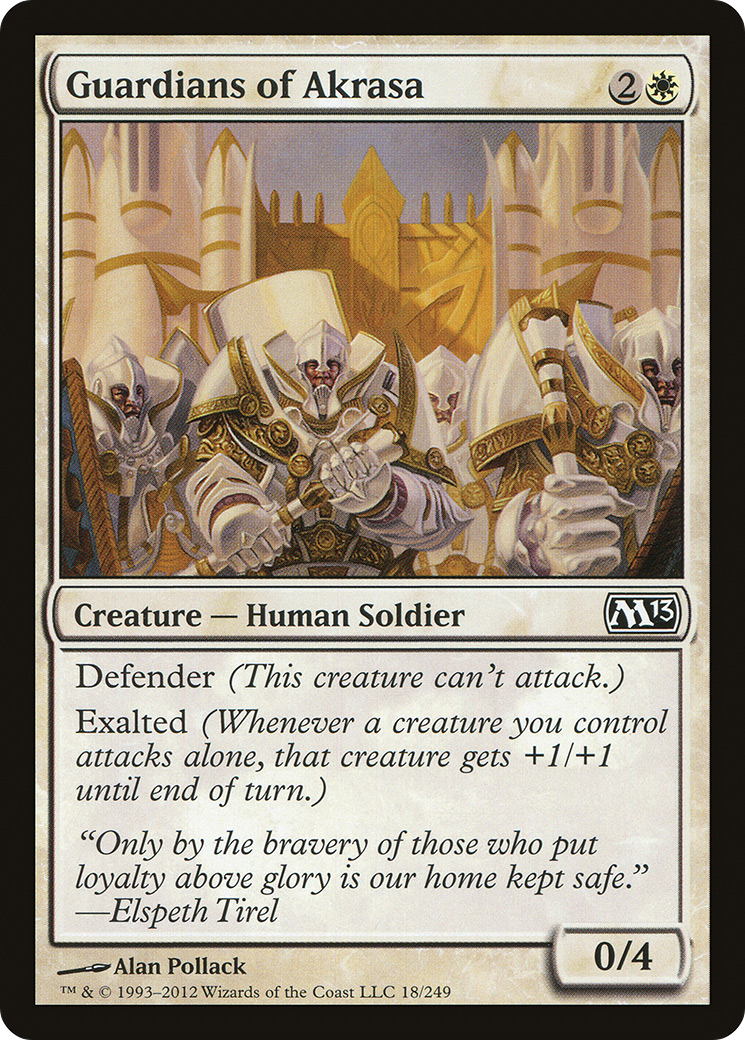 Guardians of Akrasa 2
Creature — Human Soldier M13
Defender (This creature can't attack.)
Exalted (Whenever a creature you control
attacks alone, that creature gets +1/+1
until end of turn.)
“Only by the bravery of those who put
loyalty above glory is our home kept safe.”
—Elspeth Tirel
0/4
Alan Pollack
™ & © 1993–2012 Wizards of the Coast LLC 18/249